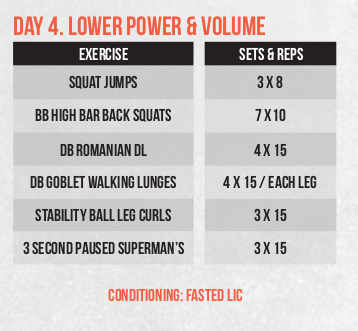 DAY 4. LOWER POWER & VOLUME
EXERCISE SETS & REPS
SQUAT JUMPS 3 X 8
BB HIGH BAR BACK SQUATS 7 X 10
DB ROMANIAN DL 4 X 15
DB GOBLET WALKING LUNGES 4 X 15 / EACH LEG
STABILITY BALL LEG CURLS 3 X 15
3 SECOND PAUSED SUPERMAN'S 3 X 15
CONDITIONING: FASTED LIC